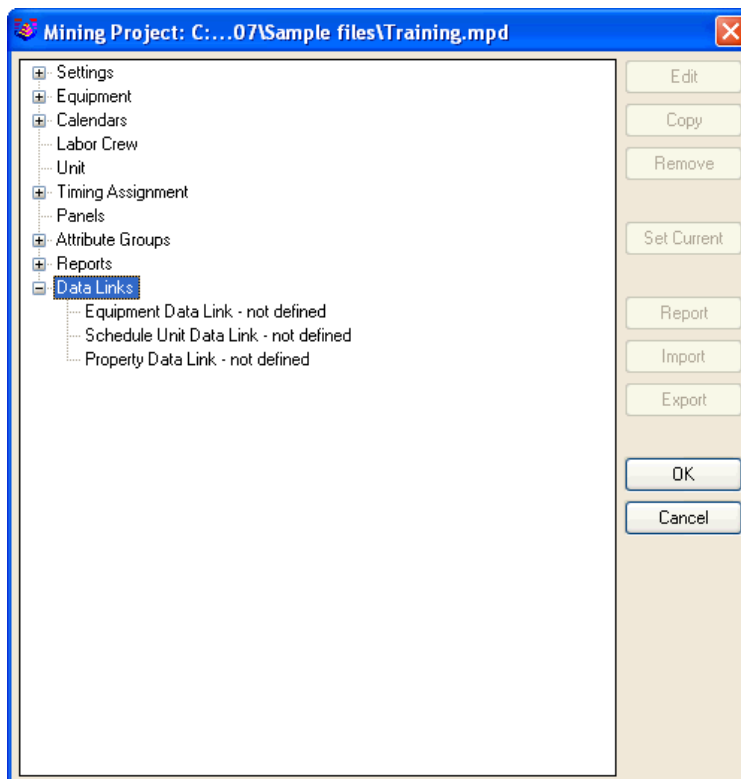 Mining Project: C:...07\Sample files\Training.mpd
Settings
Equipment
Calendars
Labor Crew
Unit
Timing Assignment
Panels
Attribute Groups
Reports
Data Links
Equipment Data Link - not defined
Schedule Unit Data Link - not defined
Property Data Link - not defined
Edit
Copy
Remove
Set Current
Report
Import
Export
OK
Cancel